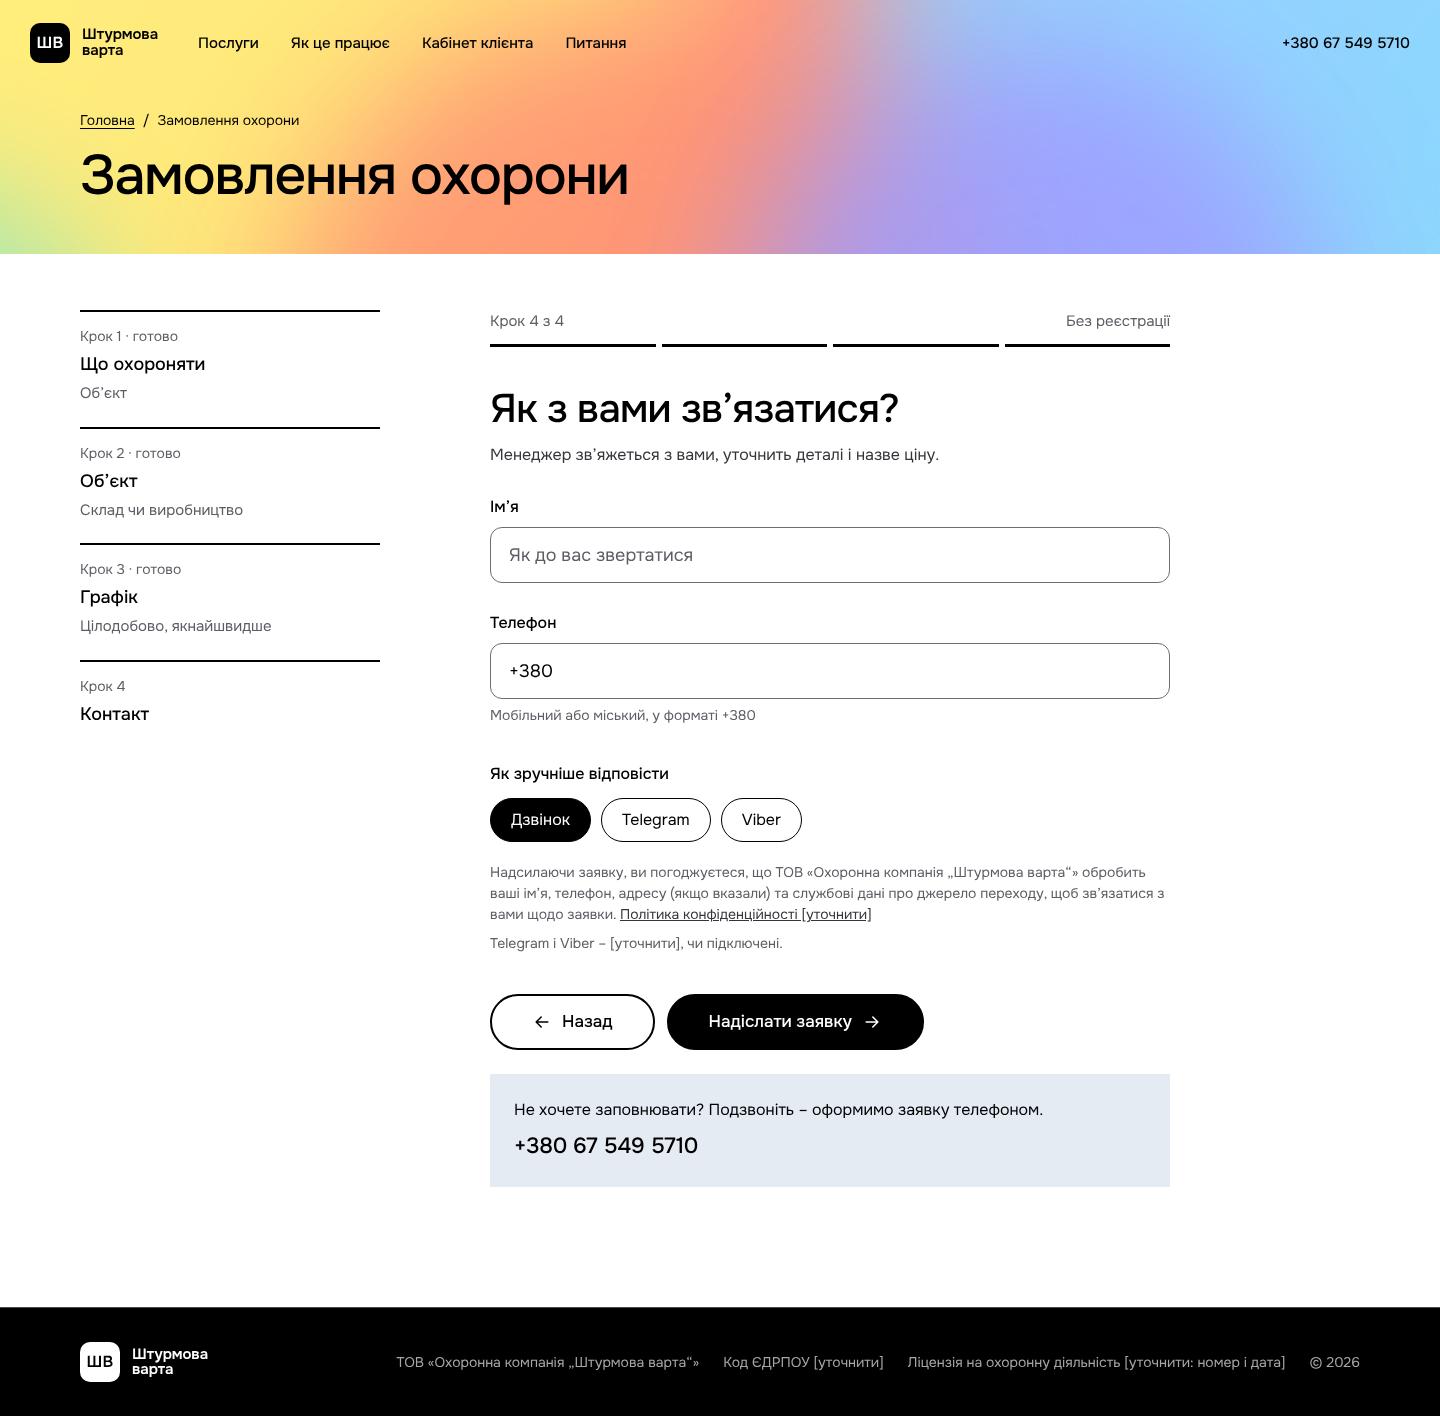 ШВ
Штурмова
варта
Послуги
Як це працює
Кабінет клієнта
Питання
+380 67 549 5710
Головна / Замовлення охорони
Замовлення охорони
Крок 1 · готово
Що охороняти
Об’єкт
Крок 2 · готово
Об’єкт
Склад чи виробництво
Крок 3 · готово
Графік
Цілодобово, якнайшвидше
Крок 4
Контакт
Крок 4 з 4
Без реєстрації
Як з вами зв’язатися?
Менеджер зв’яжеться з вами, уточнить деталі і назве ціну.
Ім’я
Як до вас звертатися
Телефон
+380
Мобільний або міський, у форматі +380
Як зручніше відповісти
Дзвінок
Telegram
Viber
Надсилаючи заявку, ви погоджуєтеся, що ТОВ «Охоронна компанія „Штурмова варта“» обробить
ваші ім’я, телефон, адресу (якщо вказали) та службові дані про джерело переходу, щоб зв’язатися з
вами щодо заявки. Політика конфіденційності [уточнити]
Telegram і Viber – [уточнити], чи підключені.
← Назад
Надіслати заявку →
Не хочете заповнювати? Подзвоніть – оформимо заявку телефоном.
+380 67 549 5710
ШВ
Штурмова
варта
ТОВ «Охоронна компанія „Штурмова варта“»
Код ЄДРПОУ [уточнити]
Ліцензія на охоронну діяльність [уточнити: номер і дата]
© 2026